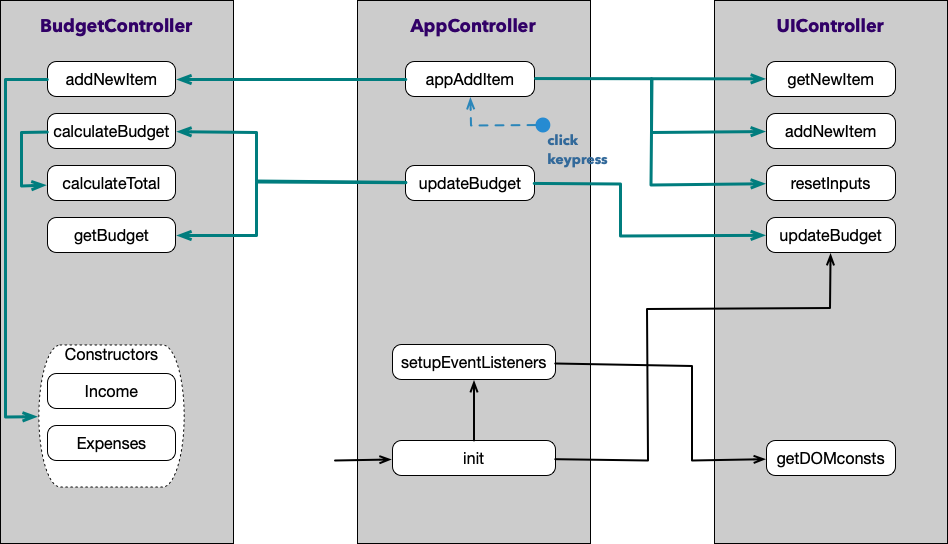 BudgetController
addNewItem
calculateBudget
calculateTotal
getBudget
Constructors
Income
Expenses
AppController
appAddItem
click
keypress
updateBudget
setupEventListeners
init
UIController
getNewItem
addNewItem
resetInputs
updateBudget
getDOMconsts